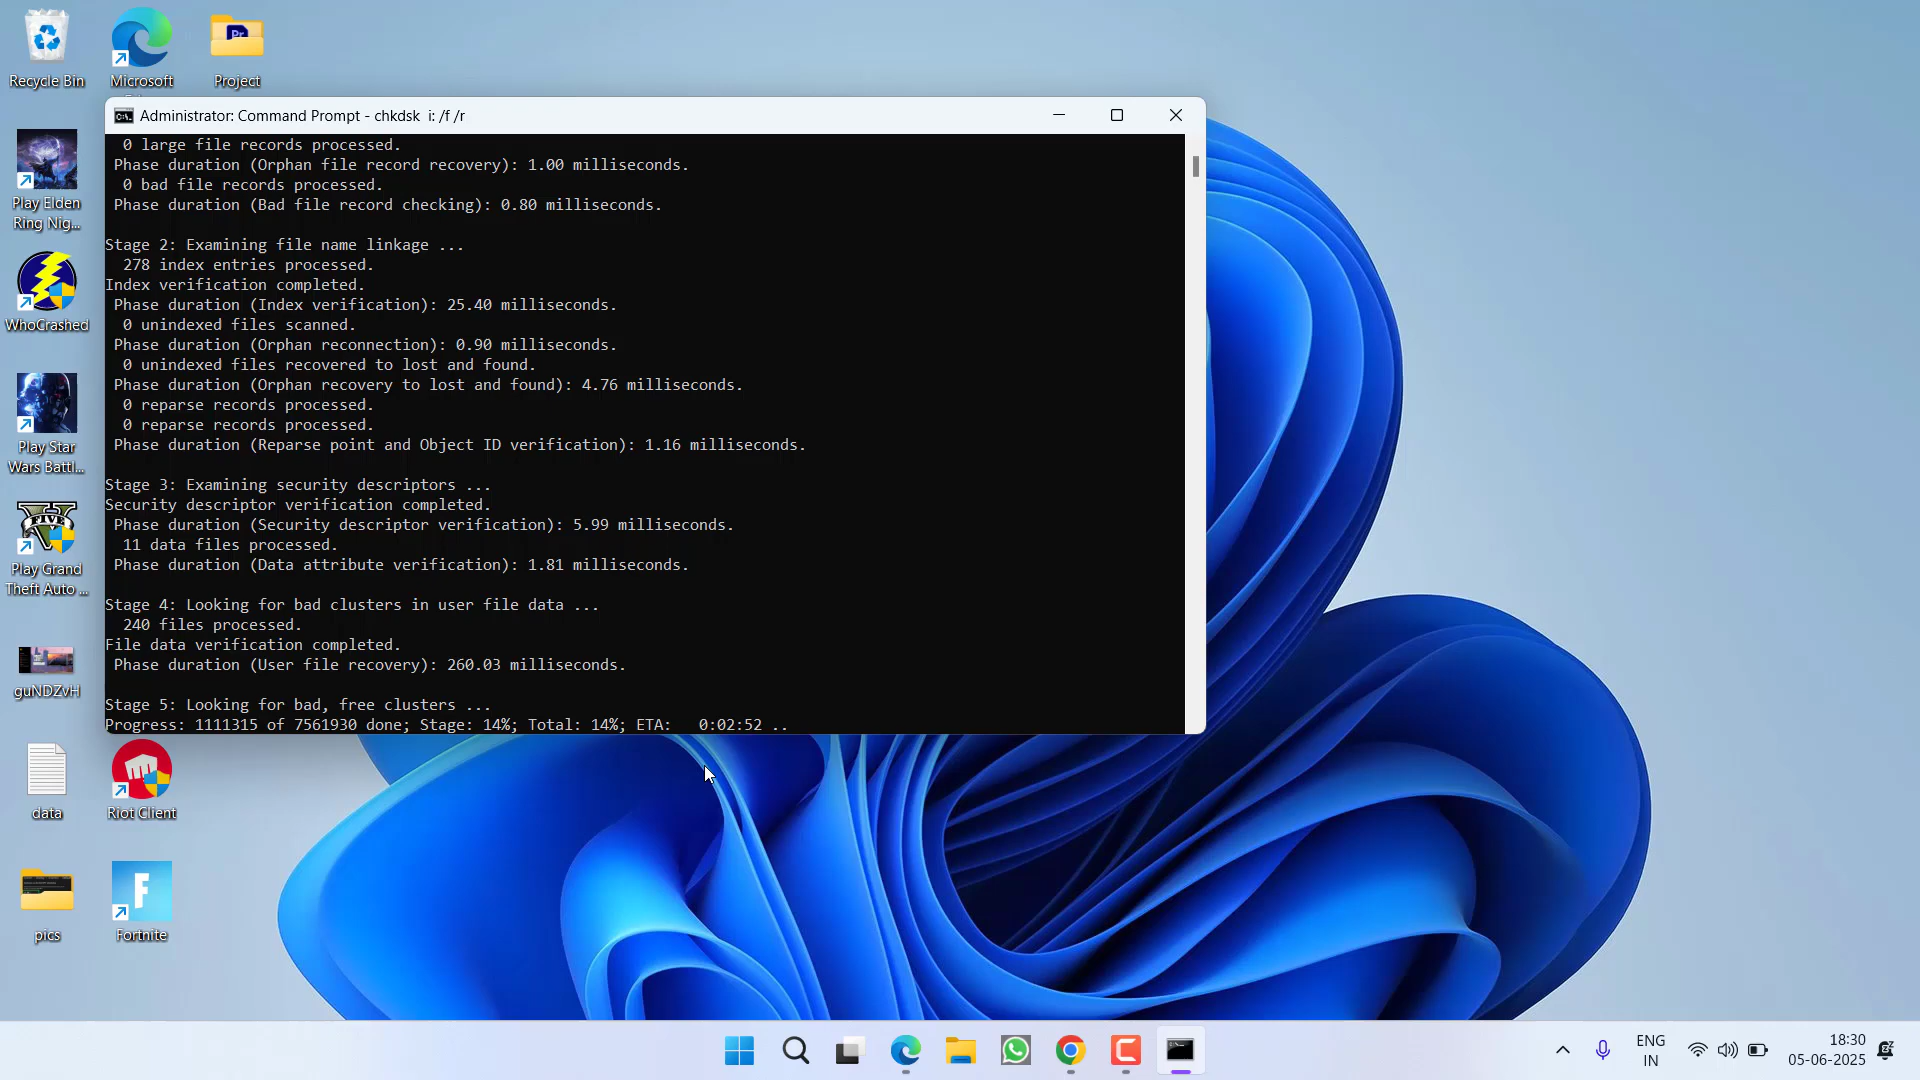 Recycle Bin
Microsoft
Project
Pr
Administrator: Command Prompt - chkdsk  i: /f /r
0 large file records processed.
Phase duration (Orphan file record recovery): 1.00 milliseconds.
0 bad file records processed.
Phase duration (Bad file record checking): 0.80 milliseconds.
Stage 2: Examining file name linkage ...
278 index entries processed.
Index verification completed.
Phase duration (Index verification): 25.40 milliseconds.
0 unindexed files scanned.
Phase duration (Orphan reconnection): 0.90 milliseconds.
0 unindexed files recovered to lost and found.
Phase duration (Orphan recovery to lost and found): 4.76 milliseconds.
0 reparse records processed.
0 reparse records processed.
Phase duration (Reparse point and Object ID verification): 1.16 milliseconds.
Stage 3: Examining security descriptors ...
Security descriptor verification completed.
Phase duration (Security descriptor verification): 5.99 milliseconds.
11 data files processed.
Phase duration (Data attribute verification): 1.81 milliseconds.
Stage 4: Looking for bad clusters in user file data ...
240 files processed.
File data verification completed.
Phase duration (User file recovery): 260.03 milliseconds.
Stage 5: Looking for bad, free clusters ...
Progress: 1111315 of 7561930 done; Stage: 14%; Total: 14%; ETA:   0:02:52 ..
Play Elden
Ring Nig...
WhoCrashed
Play Star
Wars Battl...
FIVE
Play Grand
Theft Auto ...
guNDZvH
data
Riot Client
pics
Fortnite
ENG
IN
18:30
05-06-2025